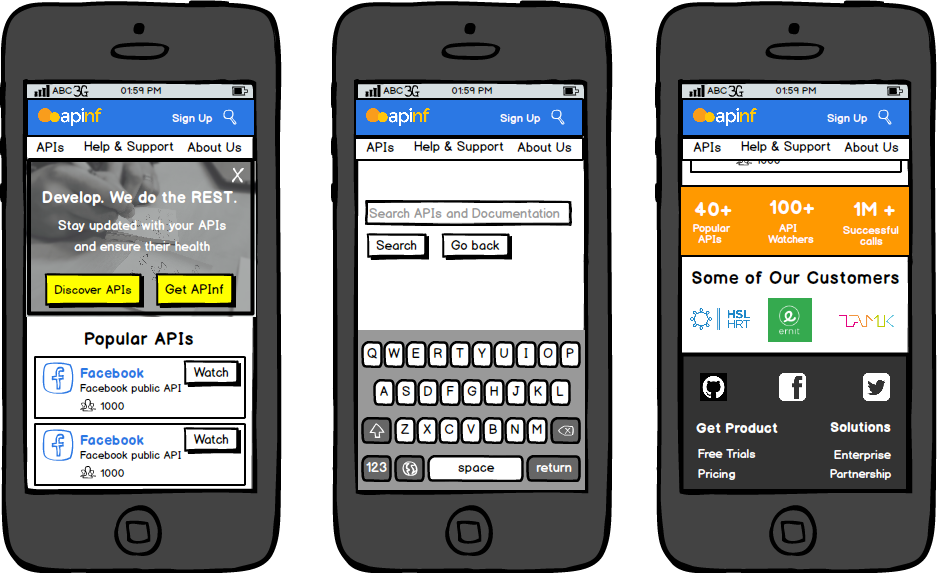 ABC 3G 01:59 PM
apinf Sign Up
APIs Help & Support About Us
X
Develop. We do the REST.
Stay updated with your APIs
and ensure their health
Discover APIs Get APInf
Popular APIs
Facebook Watch
Facebook public API
1000
Facebook Watch
Facebook public API
1000
ABC 3G 01:59 PM
apinf Sign Up
APIs Help & Support About Us
Search APIs and Documentation
Search Go back
Q W E R T Y U I O P
A S D F G H J K L
Z X C V B N M
123 space return
ABC 3G 01:59 PM
apinf Sign Up
APIs Help & Support About Us
1000
40+ 100+ 1M +
Popular API Successful
APIs Watchers calls
Some of Our Customers
HSL
HRT
e
ernit
TAMK
Get Product Solutions
Free Trials Enterprise
Pricing Partnership